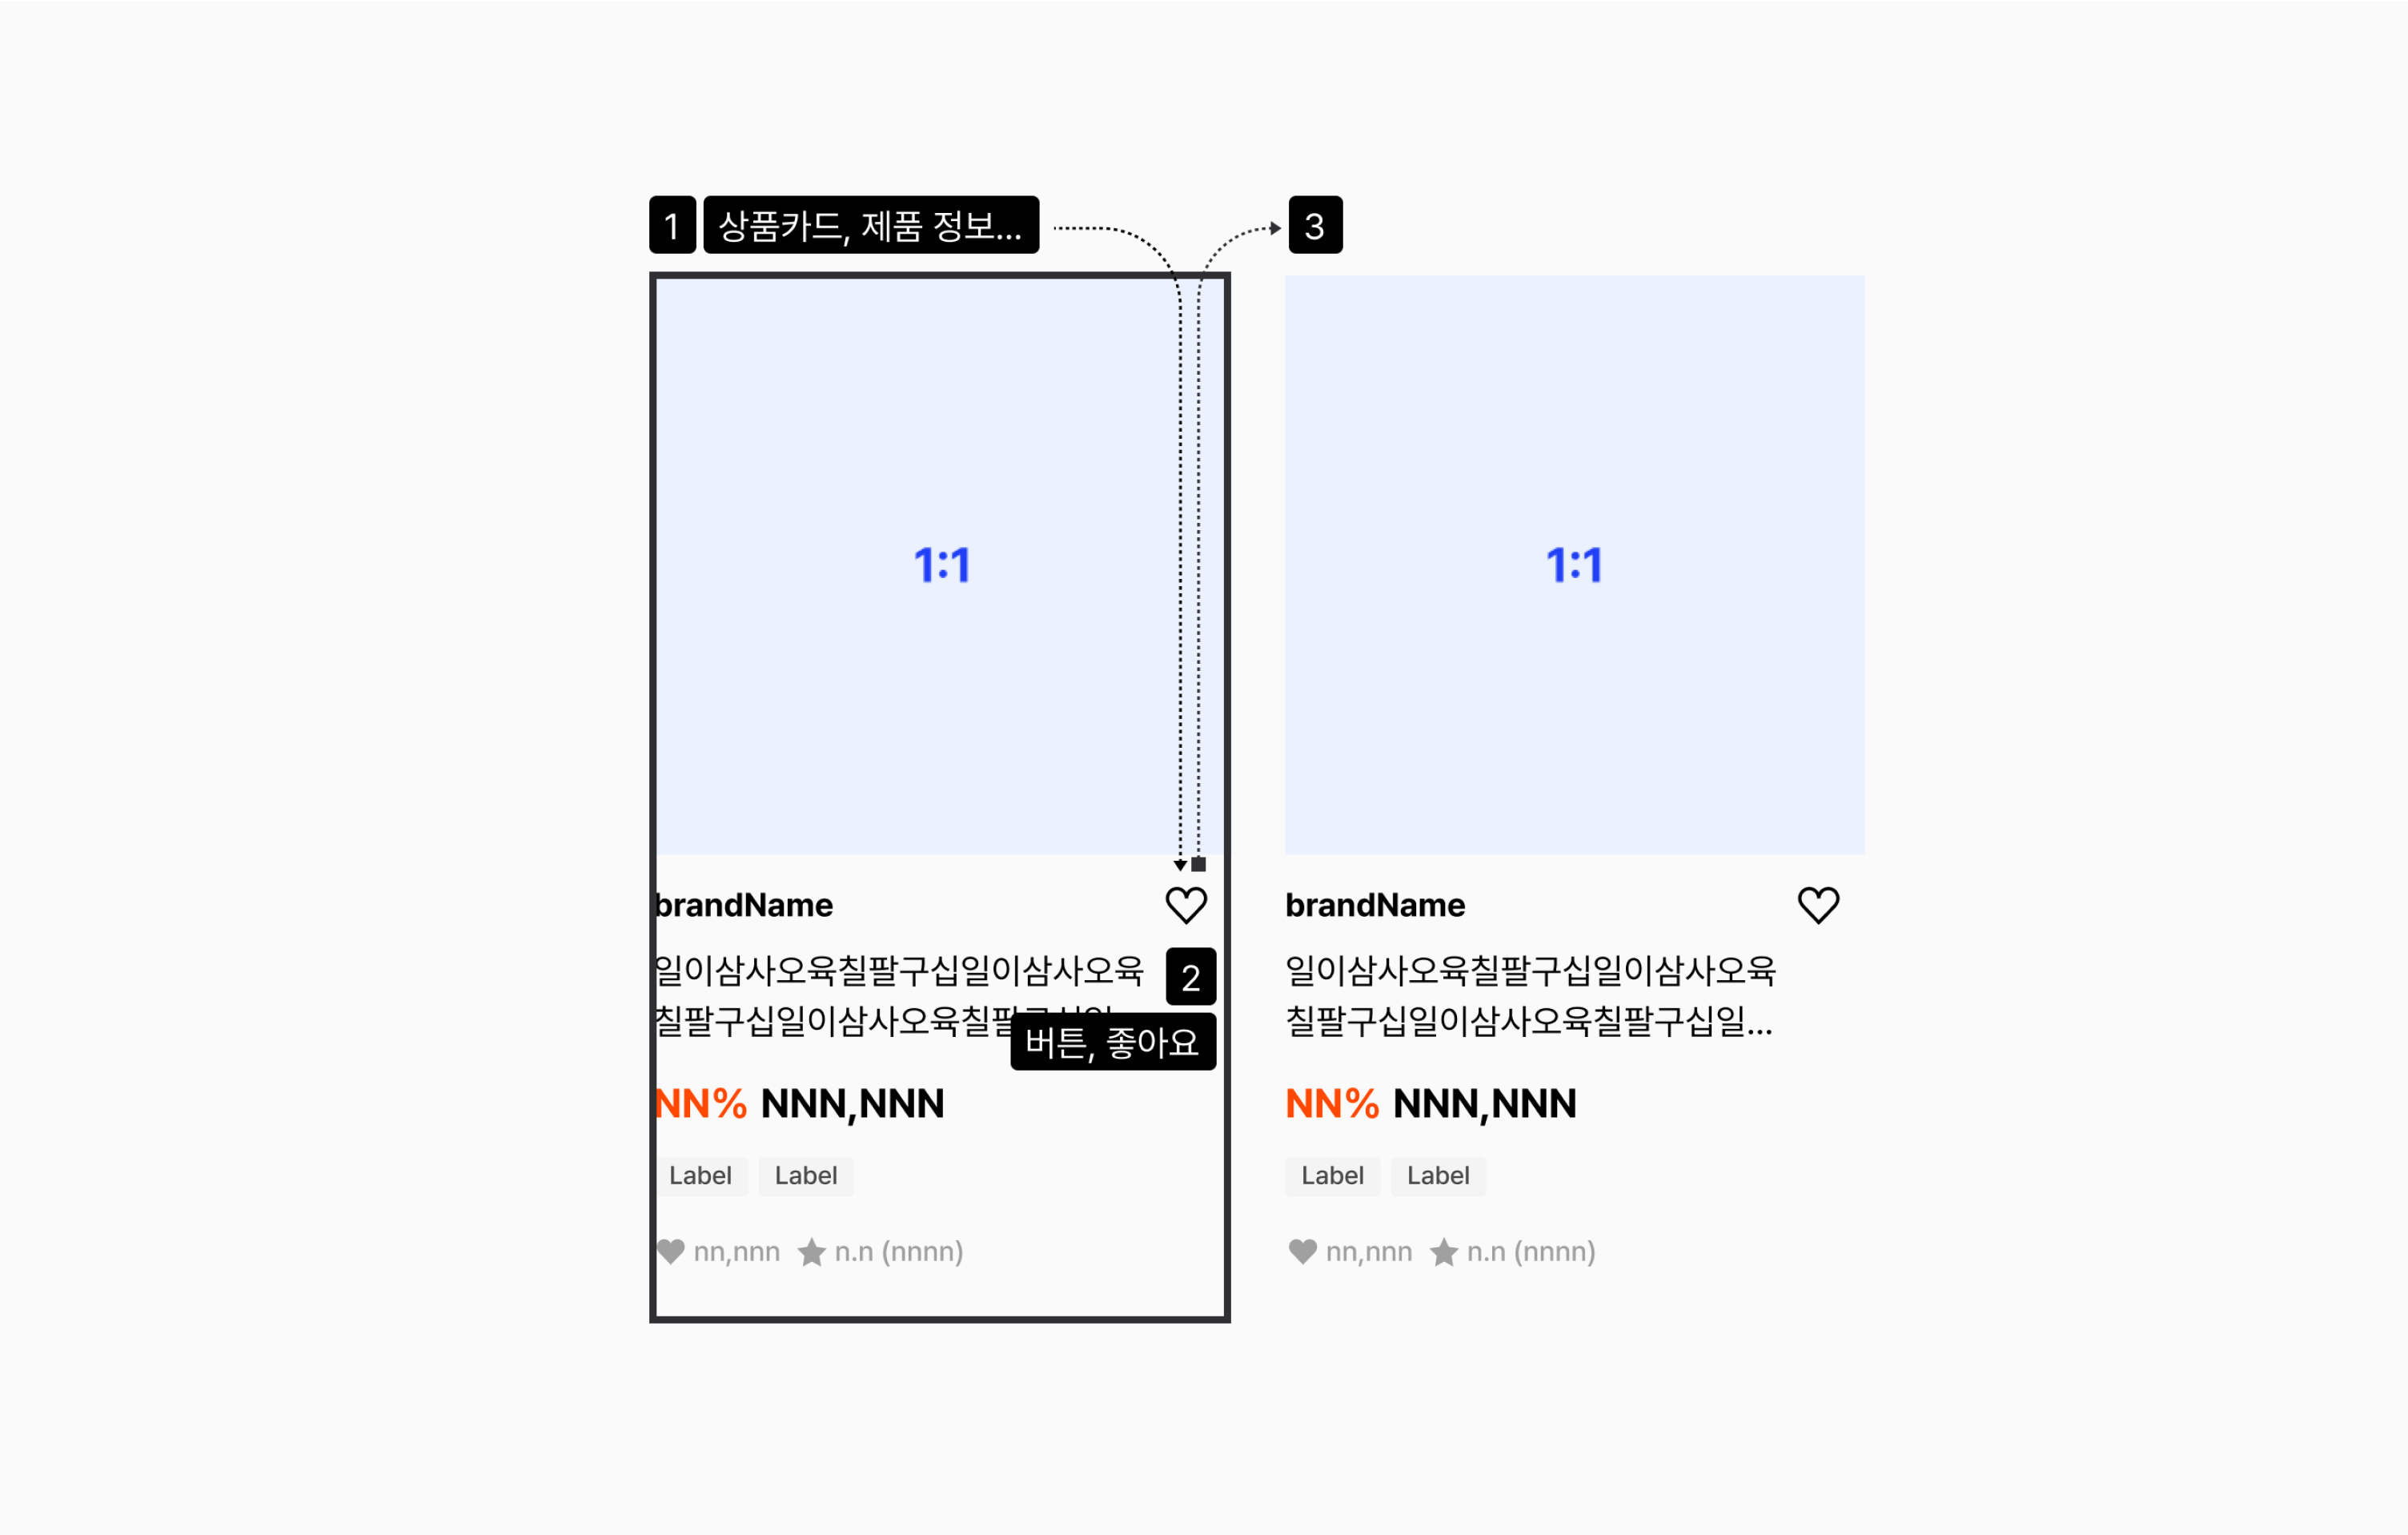 1 상품카드, 제품 정보...
3
1:1
brandName
일이삼사오육칠팔구십일이삼사오육
2
칠팔구십일이삼사오육칠팔
버튼, 좋아요
NN% NNN,NNN
Label Label
nn,nnn n.n (nnnn)
1:1
brandName
일이삼사오육칠팔구십일이삼사오육
칠팔구십일이삼사오육칠팔구십일...
NN% NNN,NNN
Label Label
nn,nnn n.n (nnnn)